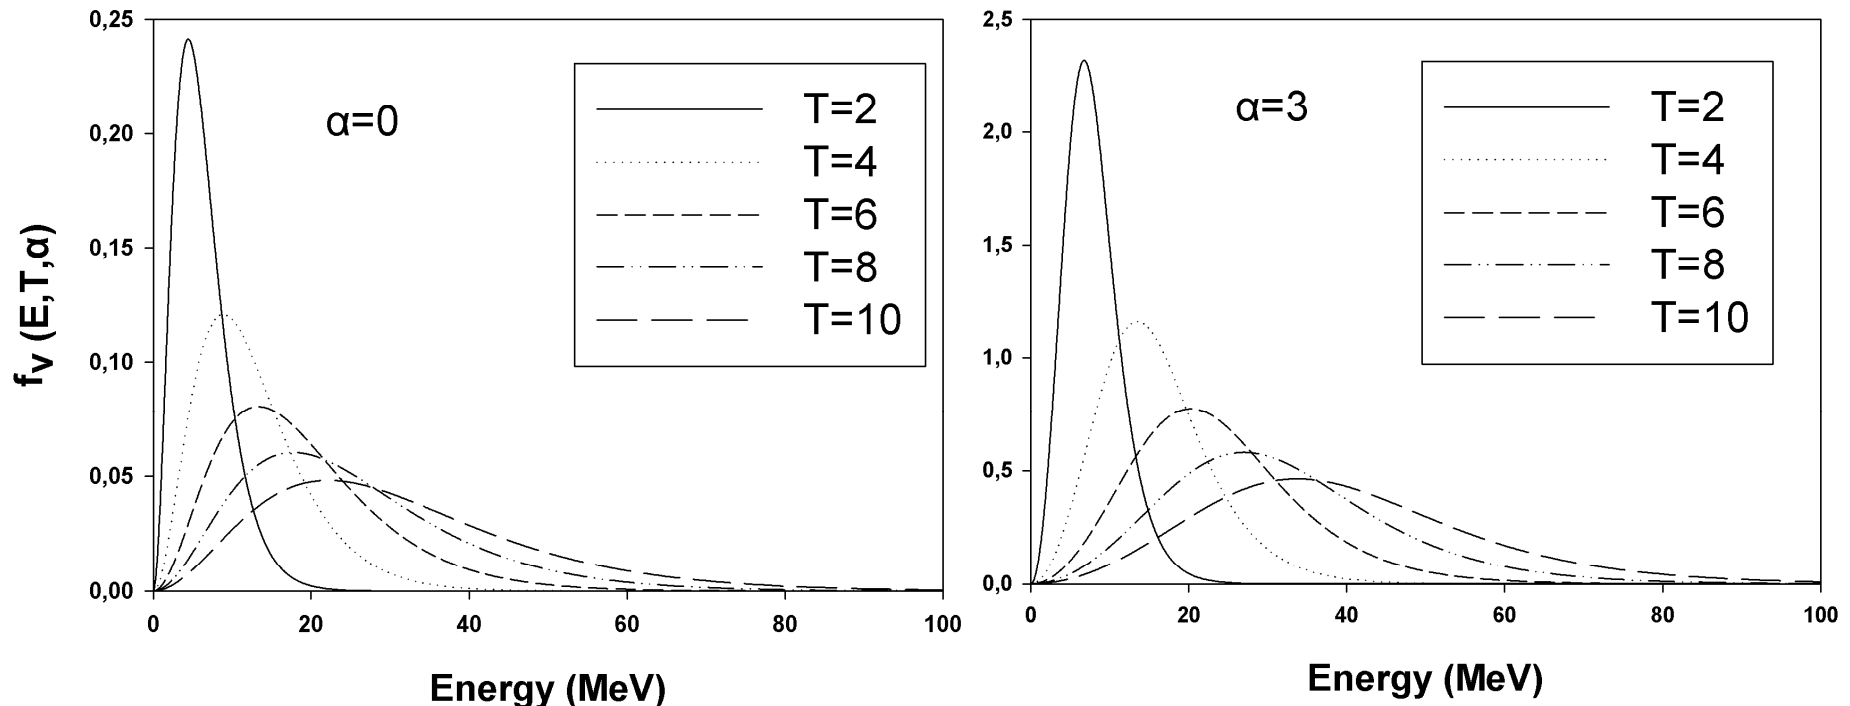 f_ν (E,T,α)
0,25
0,20
0,15
0,10
0,05
0,00
α=0
T=2
T=4
T=6
T=8
T=10
0 20 40 60 80 100
Energy (MeV)
2,5
2,0
1,5
1,0
0,5
0,0
α=3
T=2
T=4
T=6
T=8
T=10
0 20 40 60 80 100
Energy (MeV)